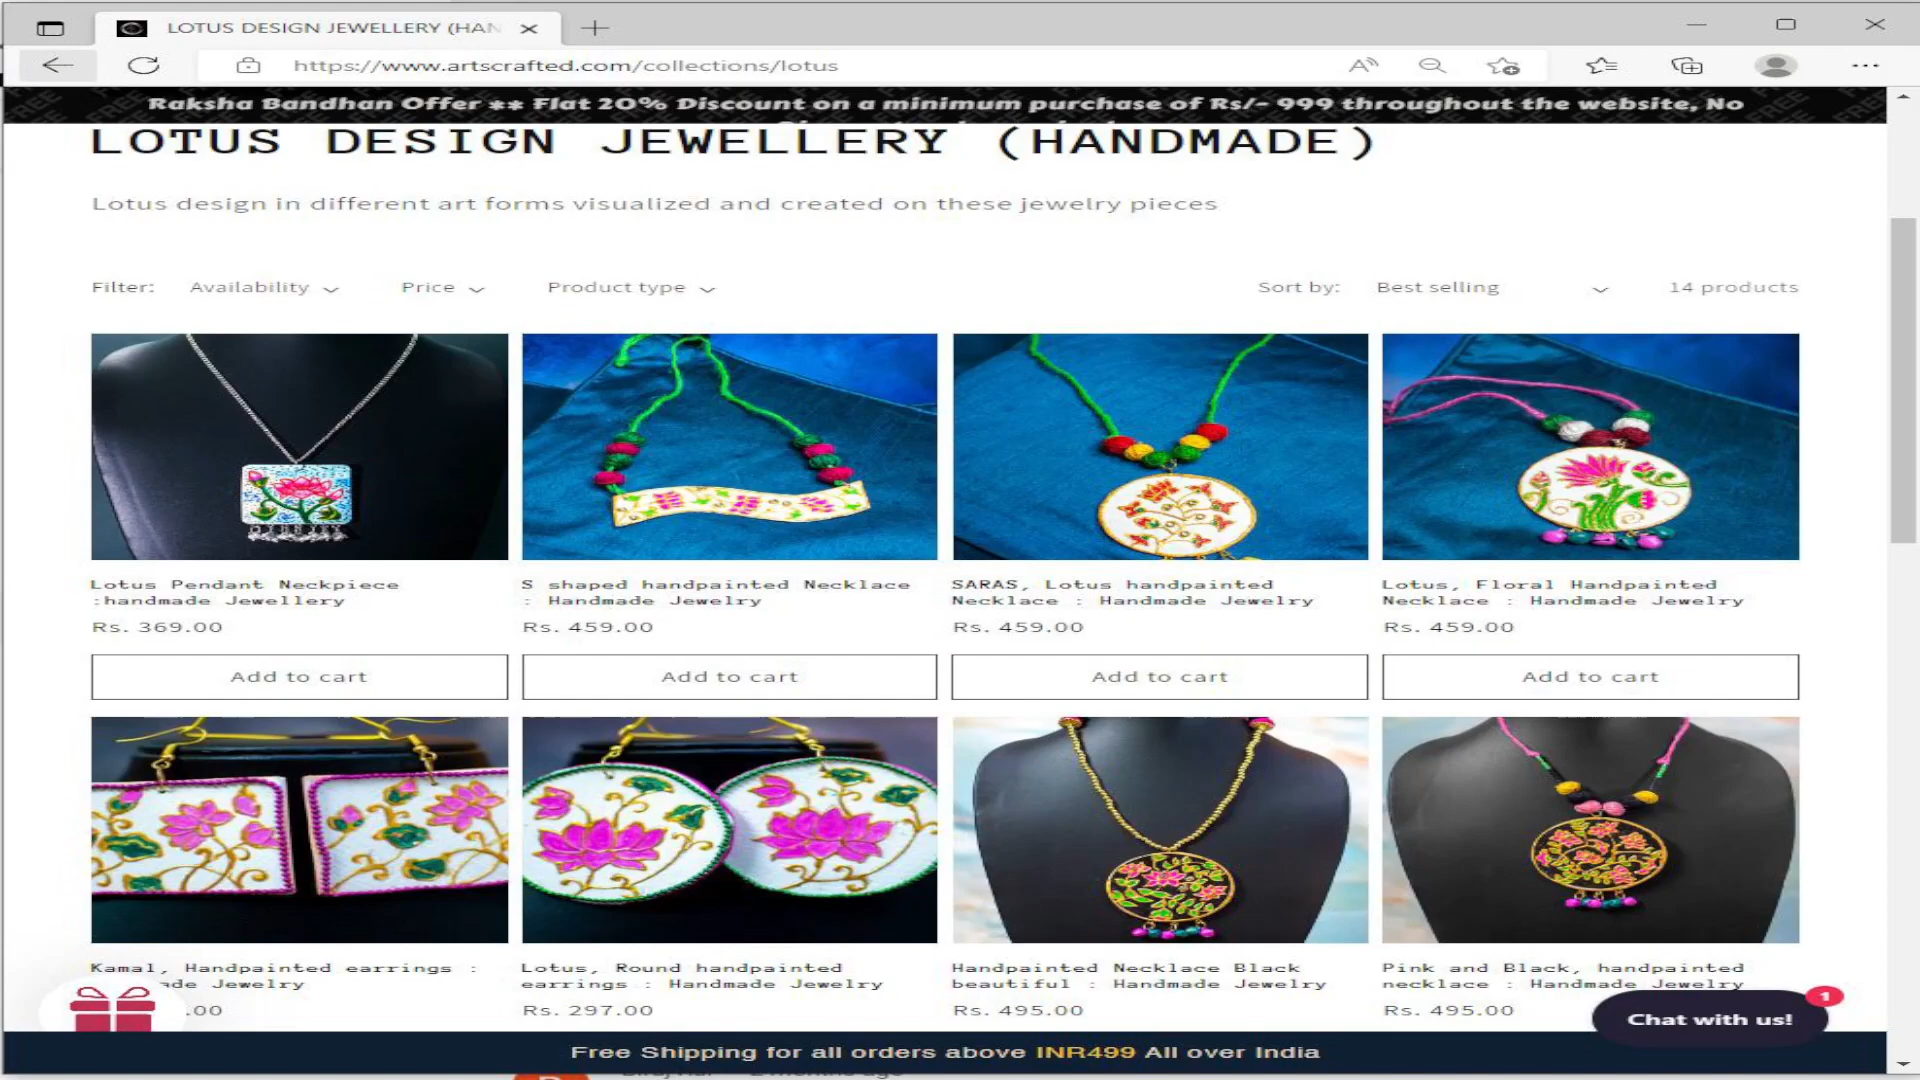 LOTUS DESIGN JEWELLERY (HAN
https://www.artscrafted.com/collections/lotus
Raksha Bandhan Offer ** Flat 20% Discount on a minimum purchase of Rs/- 999 throughout the website, No
LOTUS DESIGN JEWELLERY (HANDMADE)
Lotus design in different art forms visualized and created on these jewelry pieces
Filter: Availability Price Product type Sort by: Best selling 14 products
Lotus Pendant Neckpiece
:handmade Jewellery
Rs. 369.00
S shaped handpainted Necklace
: Handmade Jewelry
Rs. 459.00
SARAS, Lotus handpainted
Necklace : Handmade Jewelry
Rs. 459.00
Lotus, Floral Handpainted
Necklace : Handmade Jewelry
Rs. 459.00
Add to cart Add to cart Add to cart Add to cart
Kamal, Handpainted earrings :
ade Jewelry
.00
Lotus, Round handpainted
earrings : Handmade Jewelry
Rs. 297.00
Handpainted Necklace Black
beautiful : Handmade Jewelry
Rs. 495.00
Pink and Black, handpainted
necklace : Handmade Jewelry
Rs. 495.00
1
Chat with us!
Free Shipping for all orders above INR499 All over India